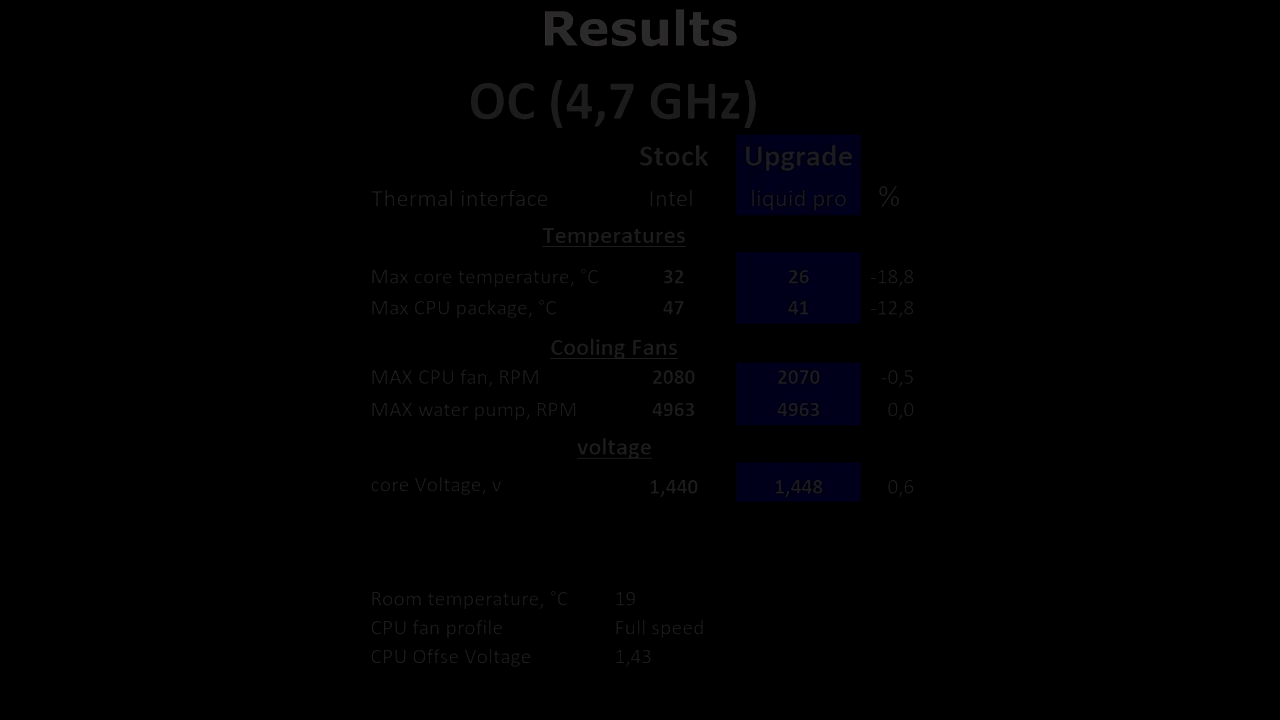 Results
OC (4,7 GHz)
Stock Upgrade
Thermal interface Intel liquid pro %
Temperatures
Max core temperature, °C 32 26 -18,8
Max CPU package, °C 47 41 -12,8
Cooling Fans
MAX CPU fan, RPM 2080 2070 -0,5
MAX water pump, RPM 4963 4963 0,0
voltage
core Voltage, v 1,440 1,448 0,6
Room temperature, °C 19
CPU fan profile Full speed
CPU Offse Voltage 1,43